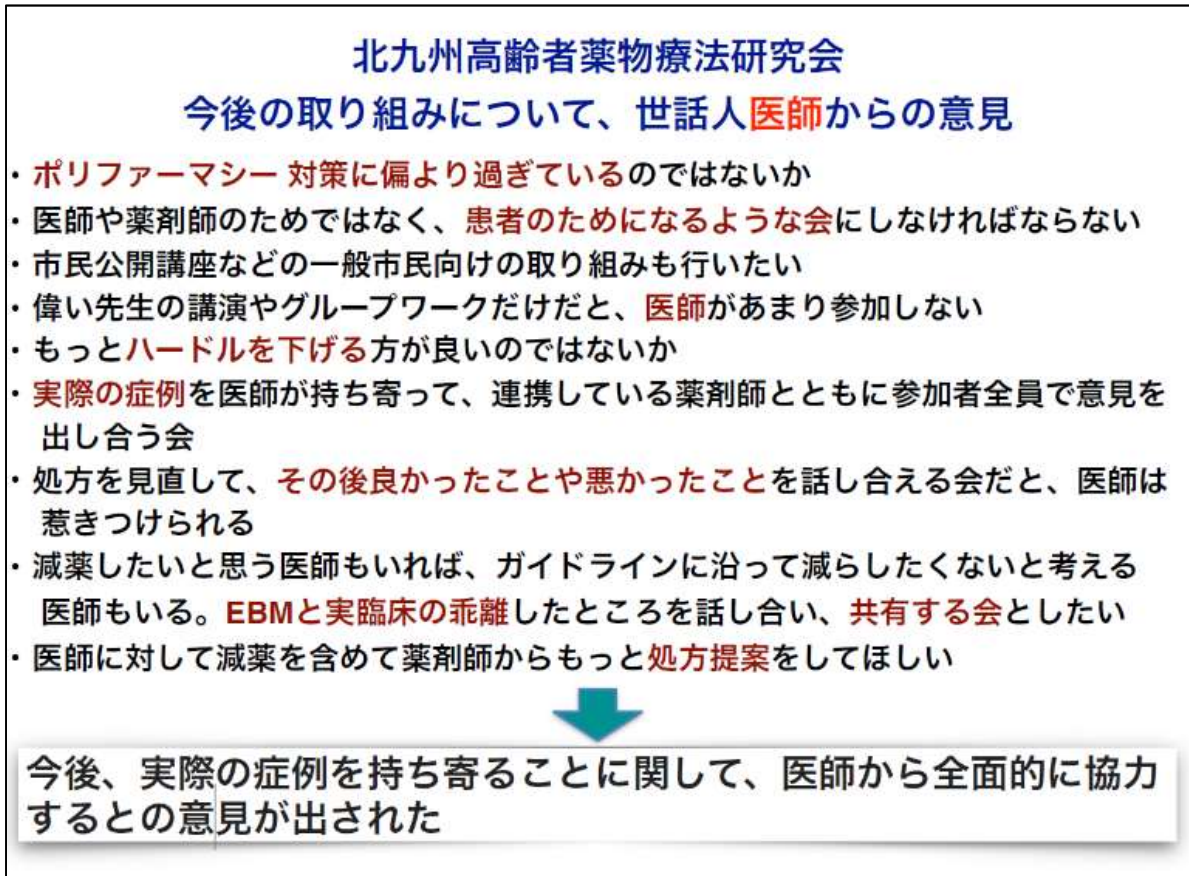 北九州高齢者薬物療法研究会
今後の取り組みについて、世話人医師からの意見
・ポリファーマシー 対策に偏より過ぎているのではないか
・医師や薬剤師のためではなく、患者のためになるような会にしなければならない
・市民公開講座などの一般市民向けの取り組みも行いたい
・偉い先生の講演やグループワークだけだと、医師があまり参加しない
・もっとハードルを下げる方が良いのではないか
・実際の症例を医師が持ち寄って、連携している薬剤師とともに参加者全員で意見を
出し合う会
・処方を見直して、その後良かったことや悪かったことを話し合える会だと、医師は
惹きつけられる
・減薬したいと思う医師もいれば、ガイドラインに沿って減らしたくないと考える
医師もいる。EBMと実臨床の乖離したところを話し合い、共有する会としたい
・医師に対して減薬を含めて薬剤師からもっと処方提案をしてほしい
今後、実際の症例を持ち寄ることに関して、医師から全面的に協力
するとの意見が出された